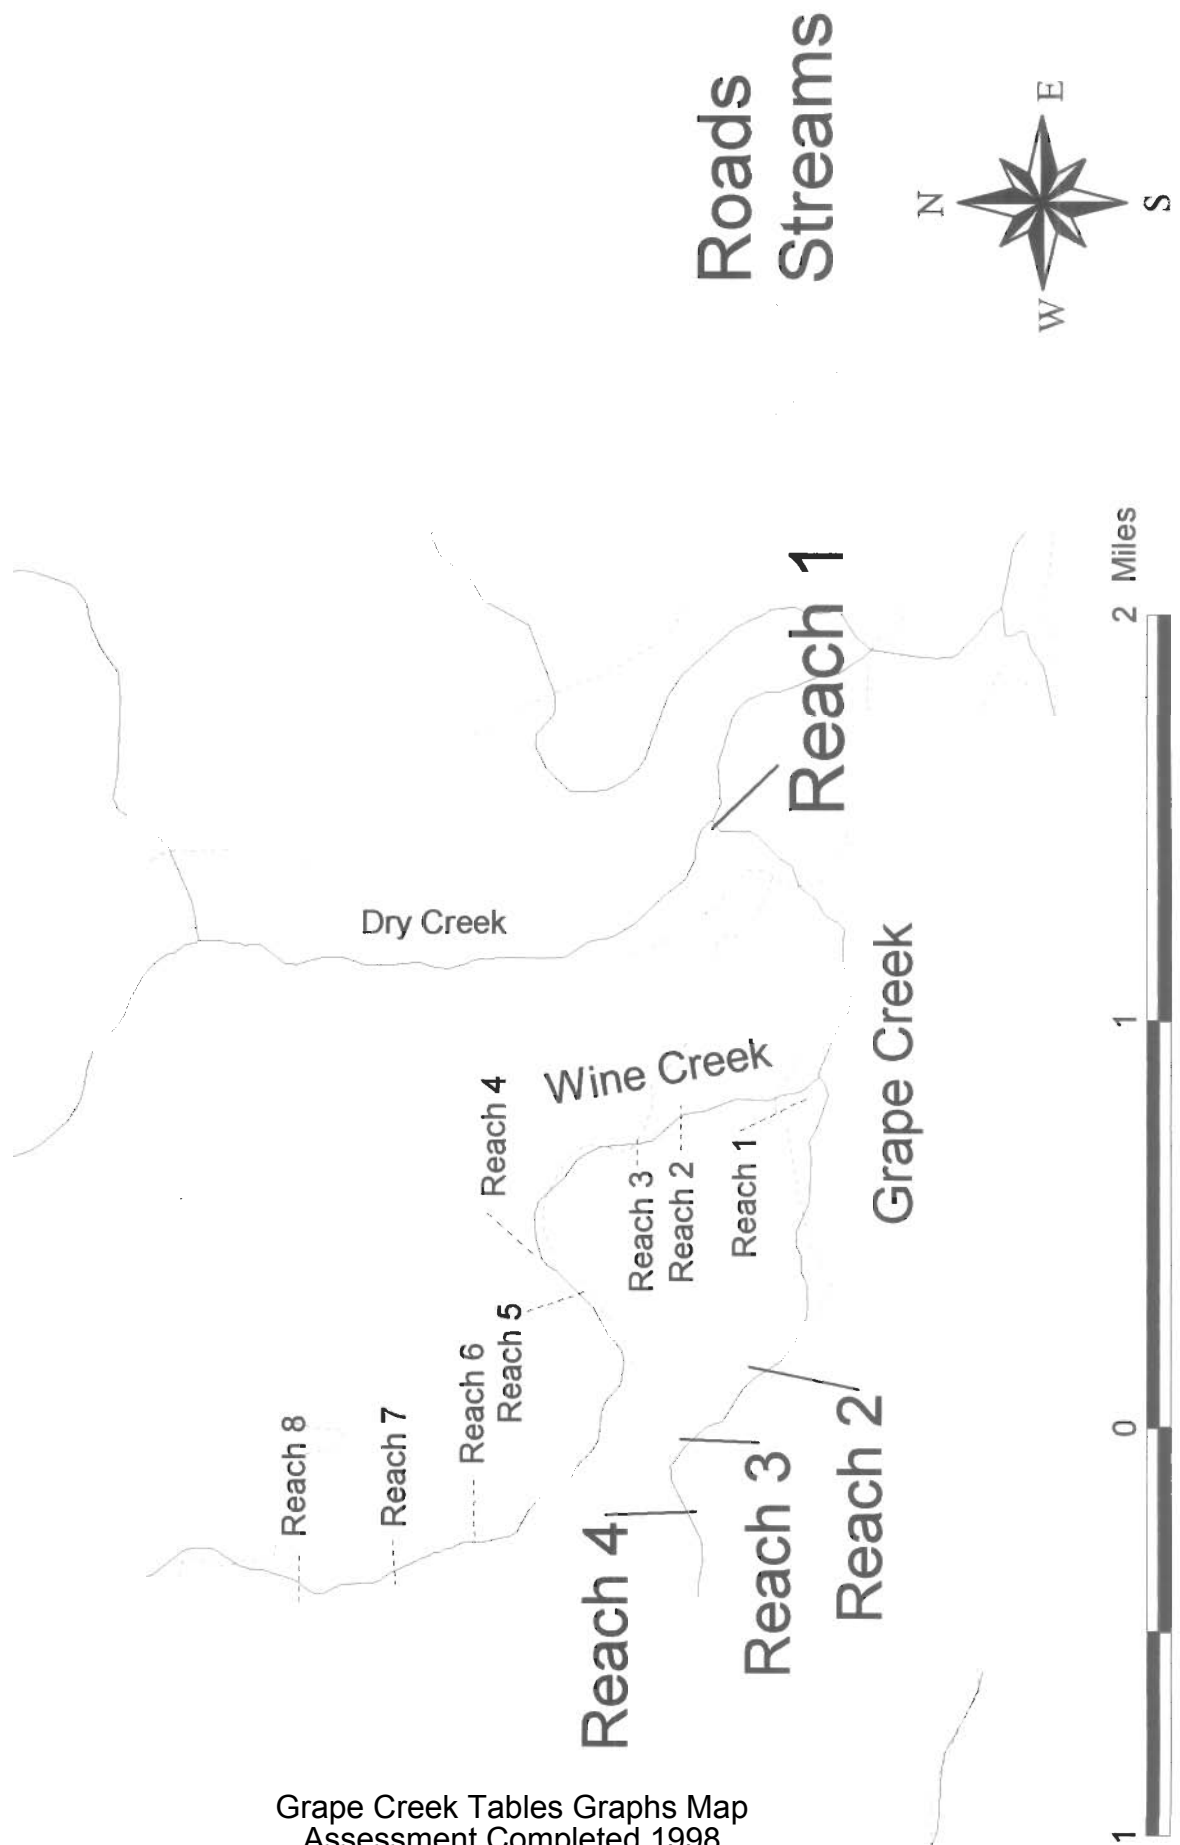 Roads
Streams
N
E
S
W
Dry Creek
Wine Creek
Grape Creek
Reach 1
Reach 2
Reach 3
Reach 4
Reach 1
Reach 2
Reach 3
Reach 4
Reach 5
Reach 6
Reach 7
Reach 8
1
0
1
2 Miles
Grape Creek Tables Graphs Map
Assessment Completed 1998